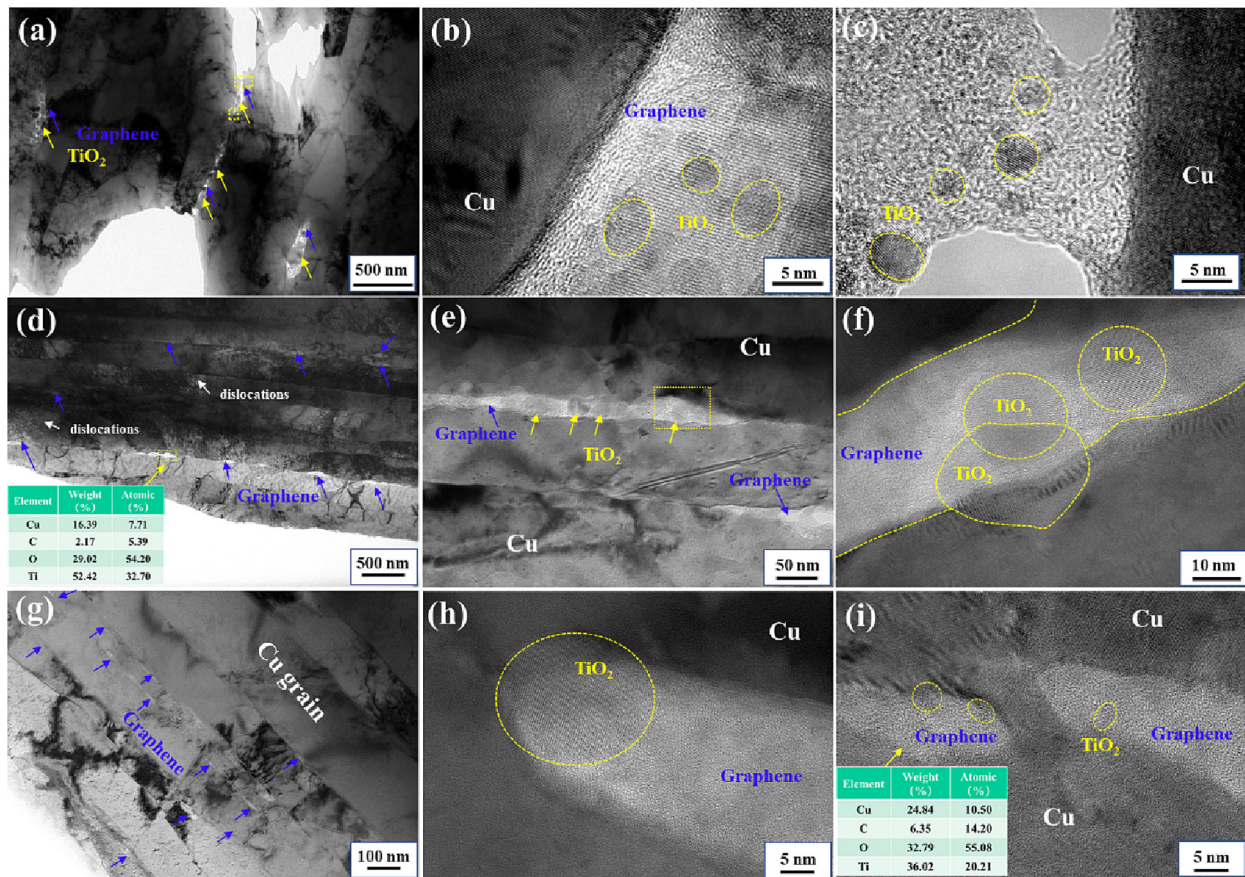 (a)
Graphene
TiO₂
500 nm
(b)
Graphene
Cu
TiO₂
5 nm
(c)
Cu
TiO₂
5 nm
(d)
dislocations
dislocations
Graphene
Element Weight (%) Atomic (%)
Cu 16.39 7.71
C 2.17 5.39
O 29.02 54.20
Ti 52.42 32.70
500 nm
(e)
Cu
Graphene
TiO₂
Graphene
Cu
50 nm
(f)
TiO₂
TiO₂
Graphene
TiO₂
10 nm
(g)
Cu grain
Graphene
100 nm
(h)
Cu
TiO₂
Graphene
5 nm
(i)
Cu
Graphene
TiO₂
Graphene
Element Weight (%) Atomic (%)
Cu 24.84 10.50
C 6.35 14.20
O 32.79 55.08
Ti 36.02 20.21
Cu
5 nm